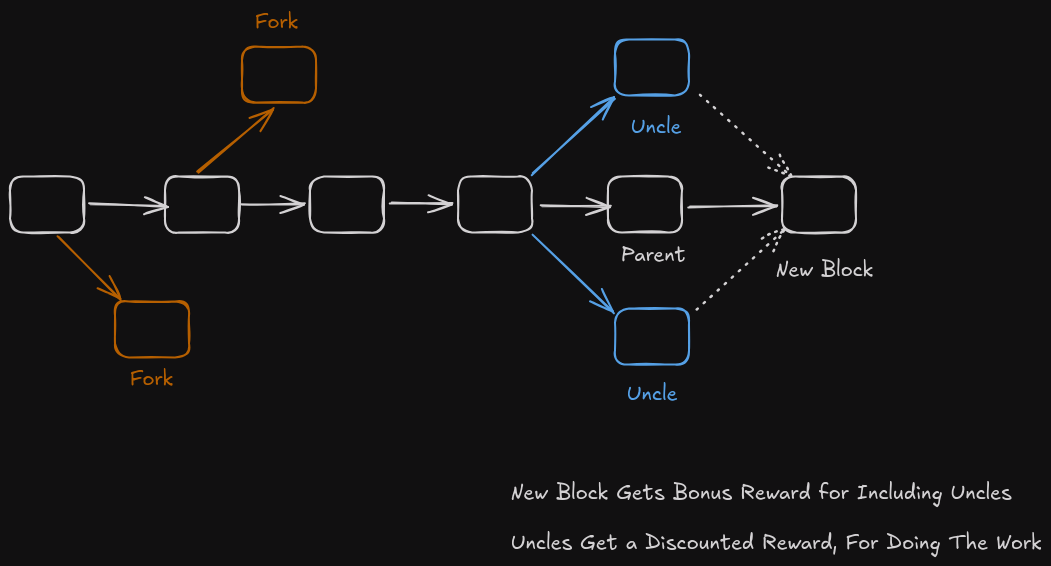 Fork
Uncle
Parent
New Block
Fork
Uncle
New Block Gets Bonus Reward for Including Uncles
Uncles Get a Discounted Reward, For Doing The Work